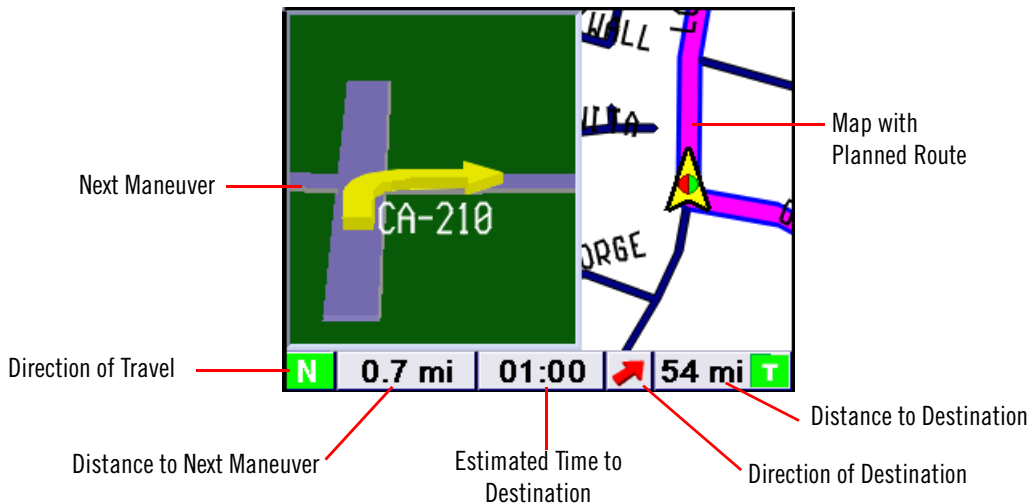 WALL
ORGE
CA-210
N
0.7 mi
01:00
54 mi
T
Next Maneuver
Map with
Planned Route
Direction of Travel
Distance to Next Maneuver
Estimated Time to
Destination
Direction of Destination
Distance to Destination